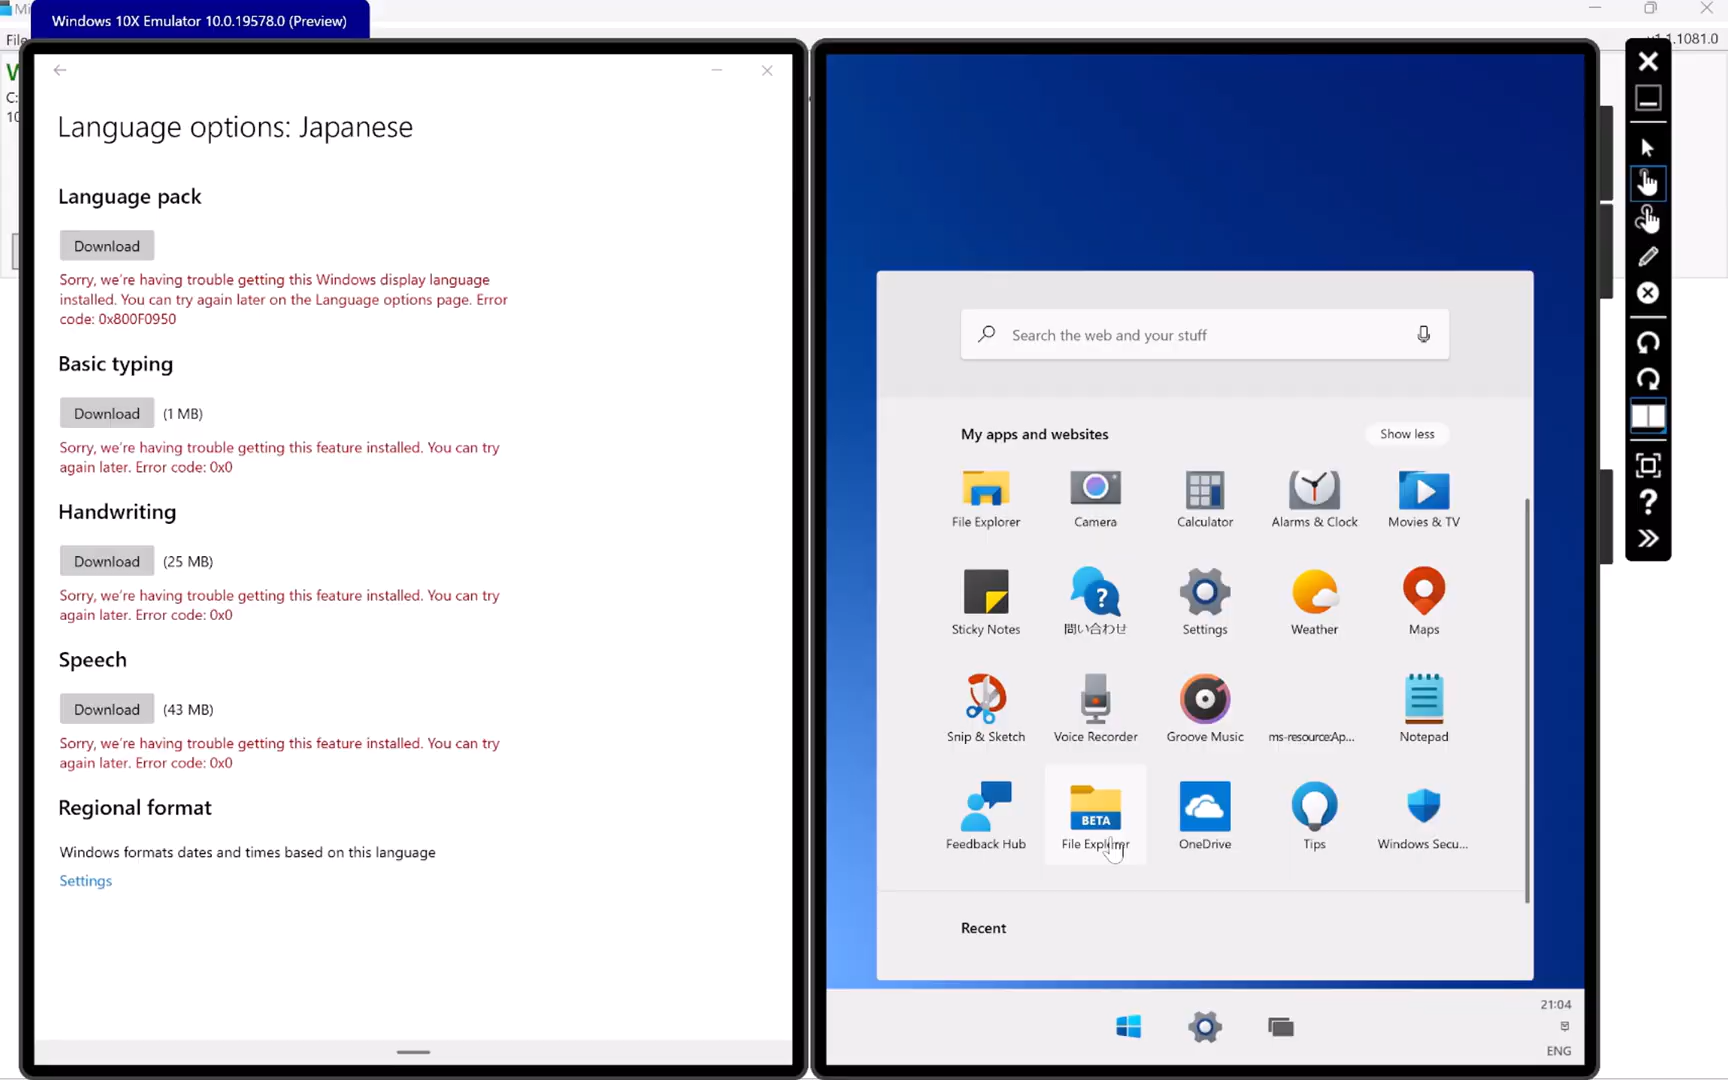 Windows 10X Emulator 10.0.19578.0 (Preview)
File
1.1081.0
Language options: Japanese
Language pack
Download
Sorry, we're having trouble getting this Windows display language
installed. You can try again later on the Language options page. Error
code: 0x800F0950
Basic typing
Download (1 MB)
Sorry, we're having trouble getting this feature installed. You can try
again later. Error code: 0x0
Handwriting
Download (25 MB)
Sorry, we're having trouble getting this feature installed. You can try
again later. Error code: 0x0
Speech
Download (43 MB)
Sorry, we're having trouble getting this feature installed. You can try
again later. Error code: 0x0
Regional format
Windows formats dates and times based on this language
Settings
Search the web and your stuff
My apps and websites
Show less
File Explorer
Camera
Calculator
Alarms & Clock
Movies & TV
Sticky Notes
問い合わせ
Settings
Weather
Maps
Snip & Sketch
Voice Recorder
Groove Music
ms-resource:Ap...
Notepad
Feedback Hub
BETA
File Explorer
OneDrive
Tips
Windows Secu...
Recent
21:04
ENG